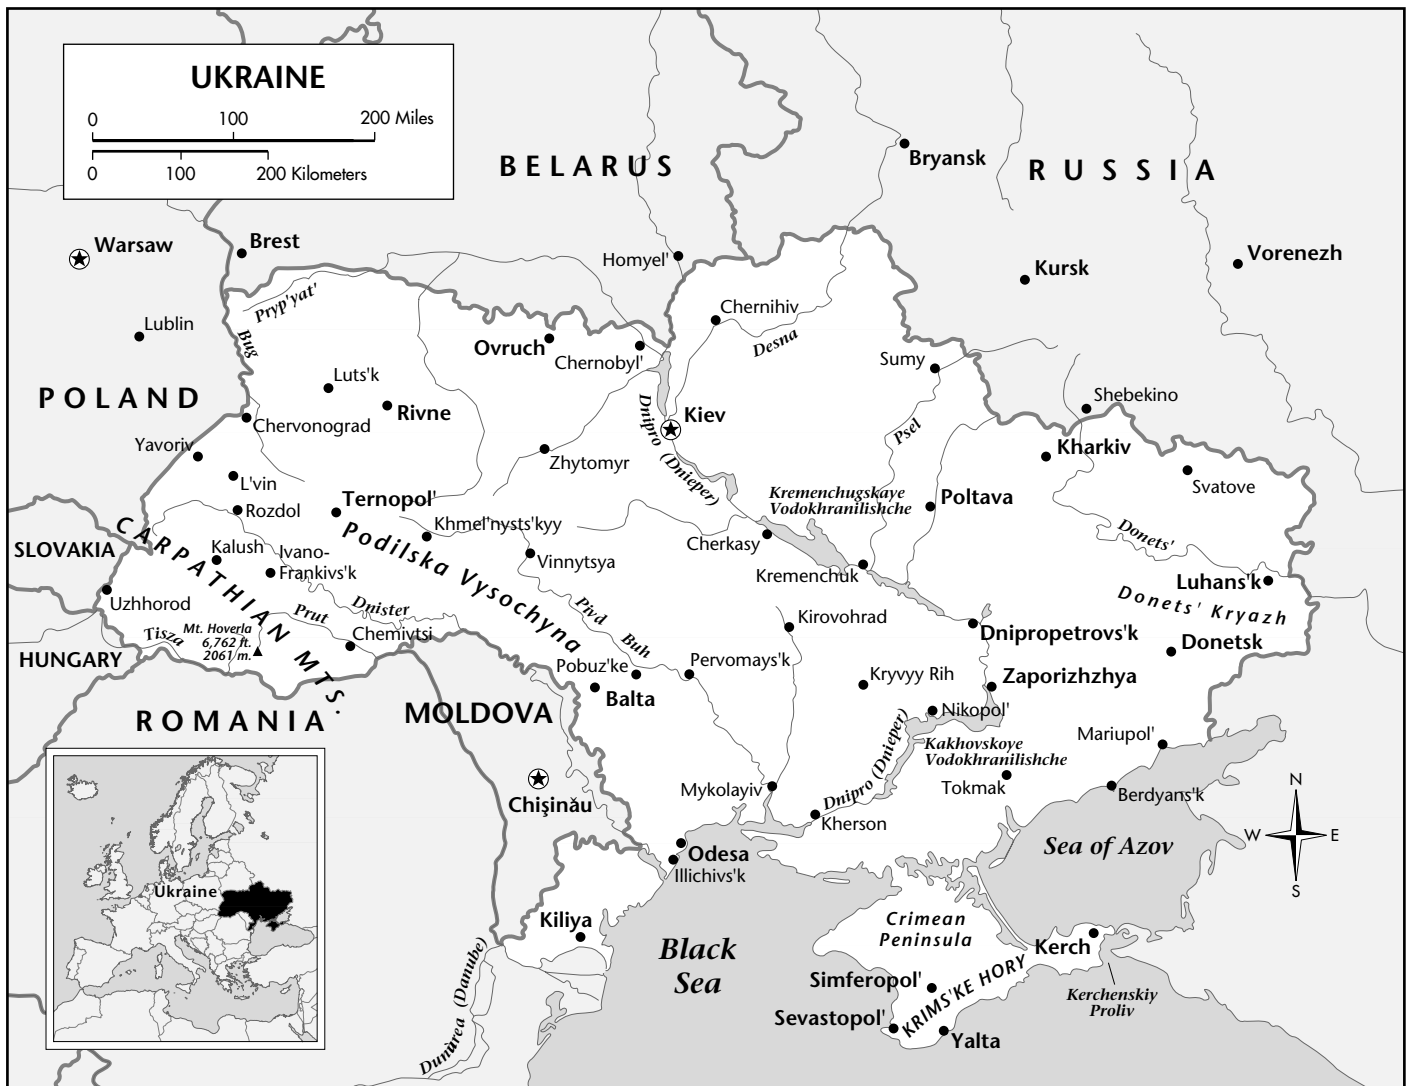 UKRAINE
0 100 200 Miles
0 100 200 Kilometers
BELARUS
RUSSIA
Bryansk
Warsaw
Brest
Homyel'
Kursk
Vorenezh
Pryp'yat'
Chernihiv
Lublin
Bug
Ovruch
Chernobyl'
Desna
Sumy
POLAND
Luts'k
Rivne
Chervonograd
Dnipro (Dnieper)
Kiev
Psel
Shebekino
Yavoriv
Zhytomyr
Kharkiv
L'vin
Svatove
Ternopol'
Kremenchugskaye
Vodokhranilishche
Poltava
Rozdol
CARPATHIAN MTS.
Podilska Vysochyna
Khmel'nysts'kyy
Cherkasy
Donets'
SLOVAKIA
Kalush
Ivano-
Frankivs'k
Vinnytsya
Kremenchuk
Luhans'k
Uzhhorod
Dnister
Pivd Buh
Donets' Kryazh
Prut
Kirovohrad
Tisza
Mt. Hoverla
6,762 ft.
2061 m.
Chemivtsi
Dnipropetrovs'k
Donetsk
HUNGARY
Pobuz'ke
Pervomays'k
Kryvyy Rih
Zaporizhzhya
Balta
ROMANIA
MOLDOVA
Nikopol'
Mariupol'
Kakhovskoye
Vodokhranilishche
Dnipro (Dnieper)
Tokmak
Mykolayiv
Berdyans'k
Chişinău
Kherson
N
W E
S
Sea of Azov
Odesa
Illichivs'k
Ukraine
Kiliya
Crimean
Peninsula
Black
Sea
Kerch
Simferopol'
KRIMS'KE HORY
Kerchenskiy
Proliv
Sevastopol'
Yalta
(Danube)